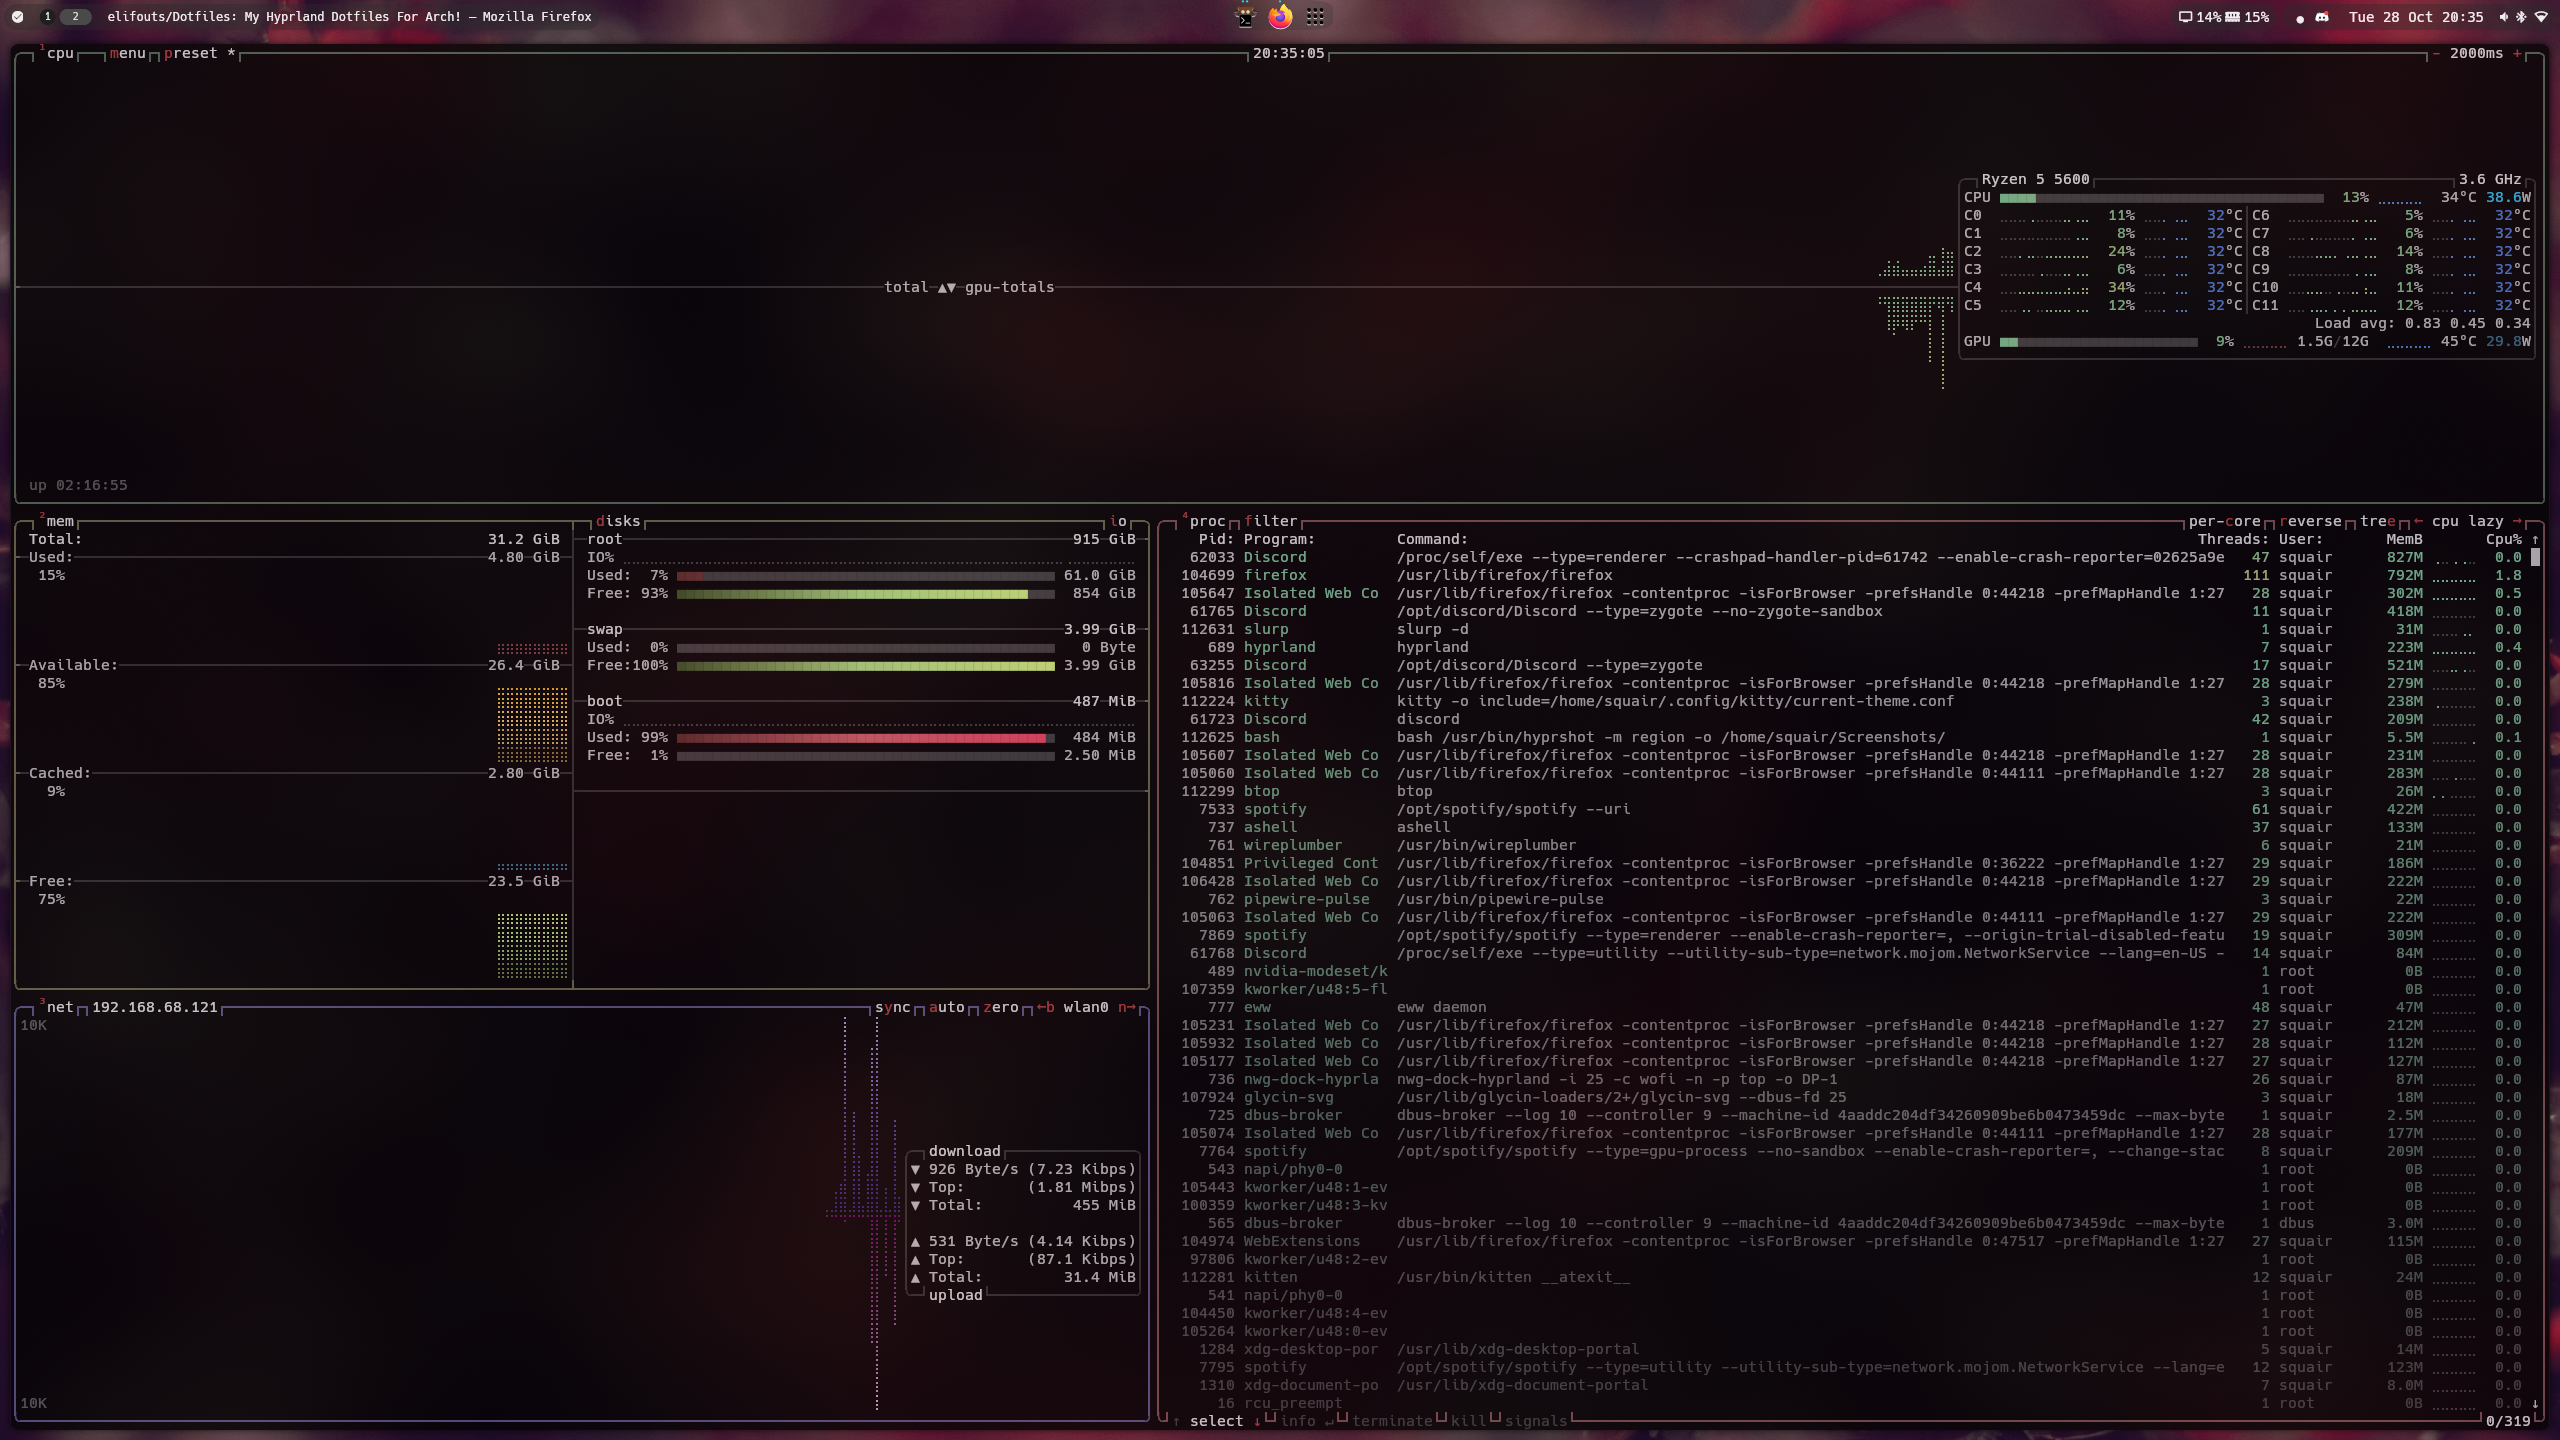 1 2 elifouts/Dotfiles: My Hyprland Dotfiles For Arch! — Mozilla Firefox 14% 15% Tue 28 Oct 20:35
¹cpu menu preset * 20:35:05 - 2000ms +
Ryzen 5 5600 3.6 GHz
CPU 13% 34°C 38.6W
C0 11% 32°C C6 5% 32°C
C1 8% 32°C C7 6% 32°C
C2 24% 32°C C8 14% 32°C
C3 6% 32°C C9 8% 32°C
total ▲▼ gpu-totals C4 34% 32°C C10 11% 32°C
C5 12% 32°C C11 12% 32°C
Load avg: 0.83 0.45 0.34
GPU 9% 1.5G/12G 45°C 29.8W
up 02:16:55
²mem disks io
Total: 31.2 GiB
Used: 4.80 GiB
15%
Available: 26.4 GiB
85%
Cached: 2.80 GiB
9%
Free: 23.5 GiB
75%
root 915 GiB
IO%
Used: 7% 61.0 GiB
Free: 93% 854 GiB
swap 3.99 GiB
Used: 0% 0 Byte
Free:100% 3.99 GiB
boot 487 MiB
IO%
Used: 99% 484 MiB
Free: 1% 2.50 MiB
³net 192.168.68.121 sync auto zero ←b wlan0 n→
10K
download
▼ 926 Byte/s (7.23 Kibps)
▼ Top: (1.81 Mibps)
▼ Total: 455 MiB
▲ 531 Byte/s (4.14 Kibps)
▲ Top: (87.1 Kibps)
▲ Total: 31.4 MiB
upload
10K
⁴proc filter per-core reverse tree ← cpu lazy →
Pid: Program: Command: Threads: User: MemB Cpu% ↑
62033 Discord /proc/self/exe --type=renderer --crashpad-handler-pid=61742 --enable-crash-reporter=02625a9e 47 squair 827M 0.0
104699 firefox /usr/lib/firefox/firefox 111 squair 792M 1.8
105647 Isolated Web Co /usr/lib/firefox/firefox -contentproc -isForBrowser -prefsHandle 0:44218 -prefMapHandle 1:27 28 squair 302M 0.5
61765 Discord /opt/discord/Discord --type=zygote --no-zygote-sandbox 11 squair 418M 0.0
112631 slurp slurp -d 1 squair 31M 0.0
689 hyprland hyprland 7 squair 223M 0.4
63255 Discord /opt/discord/Discord --type=zygote 17 squair 521M 0.0
105816 Isolated Web Co /usr/lib/firefox/firefox -contentproc -isForBrowser -prefsHandle 0:44218 -prefMapHandle 1:27 28 squair 279M 0.0
112224 kitty kitty -o include=/home/squair/.config/kitty/current-theme.conf 3 squair 238M 0.0
61723 Discord discord 42 squair 209M 0.0
112625 bash bash /usr/bin/hyprshot -m region -o /home/squair/Screenshots/ 1 squair 5.5M 0.1
105607 Isolated Web Co /usr/lib/firefox/firefox -contentproc -isForBrowser -prefsHandle 0:44218 -prefMapHandle 1:27 28 squair 231M 0.0
105060 Isolated Web Co /usr/lib/firefox/firefox -contentproc -isForBrowser -prefsHandle 0:44111 -prefMapHandle 1:27 28 squair 283M 0.0
112299 btop btop 3 squair 26M 0.0
7533 spotify /opt/spotify/spotify --uri 61 squair 422M 0.0
737 ashell ashell 37 squair 133M 0.0
761 wireplumber /usr/bin/wireplumber 6 squair 21M 0.0
104851 Privileged Cont /usr/lib/firefox/firefox -contentproc -isForBrowser -prefsHandle 0:36222 -prefMapHandle 1:27 29 squair 186M 0.0
106428 Isolated Web Co /usr/lib/firefox/firefox -contentproc -isForBrowser -prefsHandle 0:44218 -prefMapHandle 1:27 29 squair 222M 0.0
762 pipewire-pulse /usr/bin/pipewire-pulse 3 squair 22M 0.0
105063 Isolated Web Co /usr/lib/firefox/firefox -contentproc -isForBrowser -prefsHandle 0:44111 -prefMapHandle 1:27 29 squair 222M 0.0
7869 spotify /opt/spotify/spotify --type=renderer --enable-crash-reporter=, --origin-trial-disabled-featu 19 squair 309M 0.0
61768 Discord /proc/self/exe --type=utility --utility-sub-type=network.mojom.NetworkService --lang=en-US - 14 squair 84M 0.0
489 nvidia-modeset/k 1 root 0B 0.0
107359 kworker/u48:5-fl 1 root 0B 0.0
777 eww eww daemon 48 squair 47M 0.0
105231 Isolated Web Co /usr/lib/firefox/firefox -contentproc -isForBrowser -prefsHandle 0:44218 -prefMapHandle 1:27 27 squair 212M 0.0
105932 Isolated Web Co /usr/lib/firefox/firefox -contentproc -isForBrowser -prefsHandle 0:44218 -prefMapHandle 1:27 28 squair 112M 0.0
105177 Isolated Web Co /usr/lib/firefox/firefox -contentproc -isForBrowser -prefsHandle 0:44218 -prefMapHandle 1:27 27 squair 127M 0.0
736 nwg-dock-hyprla nwg-dock-hyprland -i 25 -c wofi -n -p top -o DP-1 26 squair 87M 0.0
107924 glycin-svg /usr/lib/glycin-loaders/2+/glycin-svg --dbus-fd 25 3 squair 18M 0.0
725 dbus-broker dbus-broker --log 10 --controller 9 --machine-id 4aaddc204df34260909be6b0473459dc --max-byte 1 squair 2.5M 0.0
105074 Isolated Web Co /usr/lib/firefox/firefox -contentproc -isForBrowser -prefsHandle 0:44111 -prefMapHandle 1:27 28 squair 177M 0.0
7764 spotify /opt/spotify/spotify --type=gpu-process --no-sandbox --enable-crash-reporter=, --change-stac 8 squair 209M 0.0
543 napi/phy0-0 1 root 0B 0.0
105443 kworker/u48:1-ev 1 root 0B 0.0
100359 kworker/u48:3-kv 1 root 0B 0.0
565 dbus-broker dbus-broker --log 10 --controller 9 --machine-id 4aaddc204df34260909be6b0473459dc --max-byte 1 dbus 3.0M 0.0
104974 WebExtensions /usr/lib/firefox/firefox -contentproc -isForBrowser -prefsHandle 0:47517 -prefMapHandle 1:27 27 squair 115M 0.0
97806 kworker/u48:2-ev 1 root 0B 0.0
112281 kitten /usr/bin/kitten __atexit__ 12 squair 24M 0.0
541 napi/phy0-0 1 root 0B 0.0
104450 kworker/u48:4-ev 1 root 0B 0.0
105264 kworker/u48:0-ev 1 root 0B 0.0
1284 xdg-desktop-por /usr/lib/xdg-desktop-portal 5 squair 14M 0.0
7795 spotify /opt/spotify/spotify --type=utility --utility-sub-type=network.mojom.NetworkService --lang=e 12 squair 123M 0.0
1310 xdg-document-po /usr/lib/xdg-document-portal 7 squair 8.0M 0.0
16 rcu_preempt 1 root 0B 0.0 ↓
↑ select ↓ info ↵ terminate kill signals 0/319